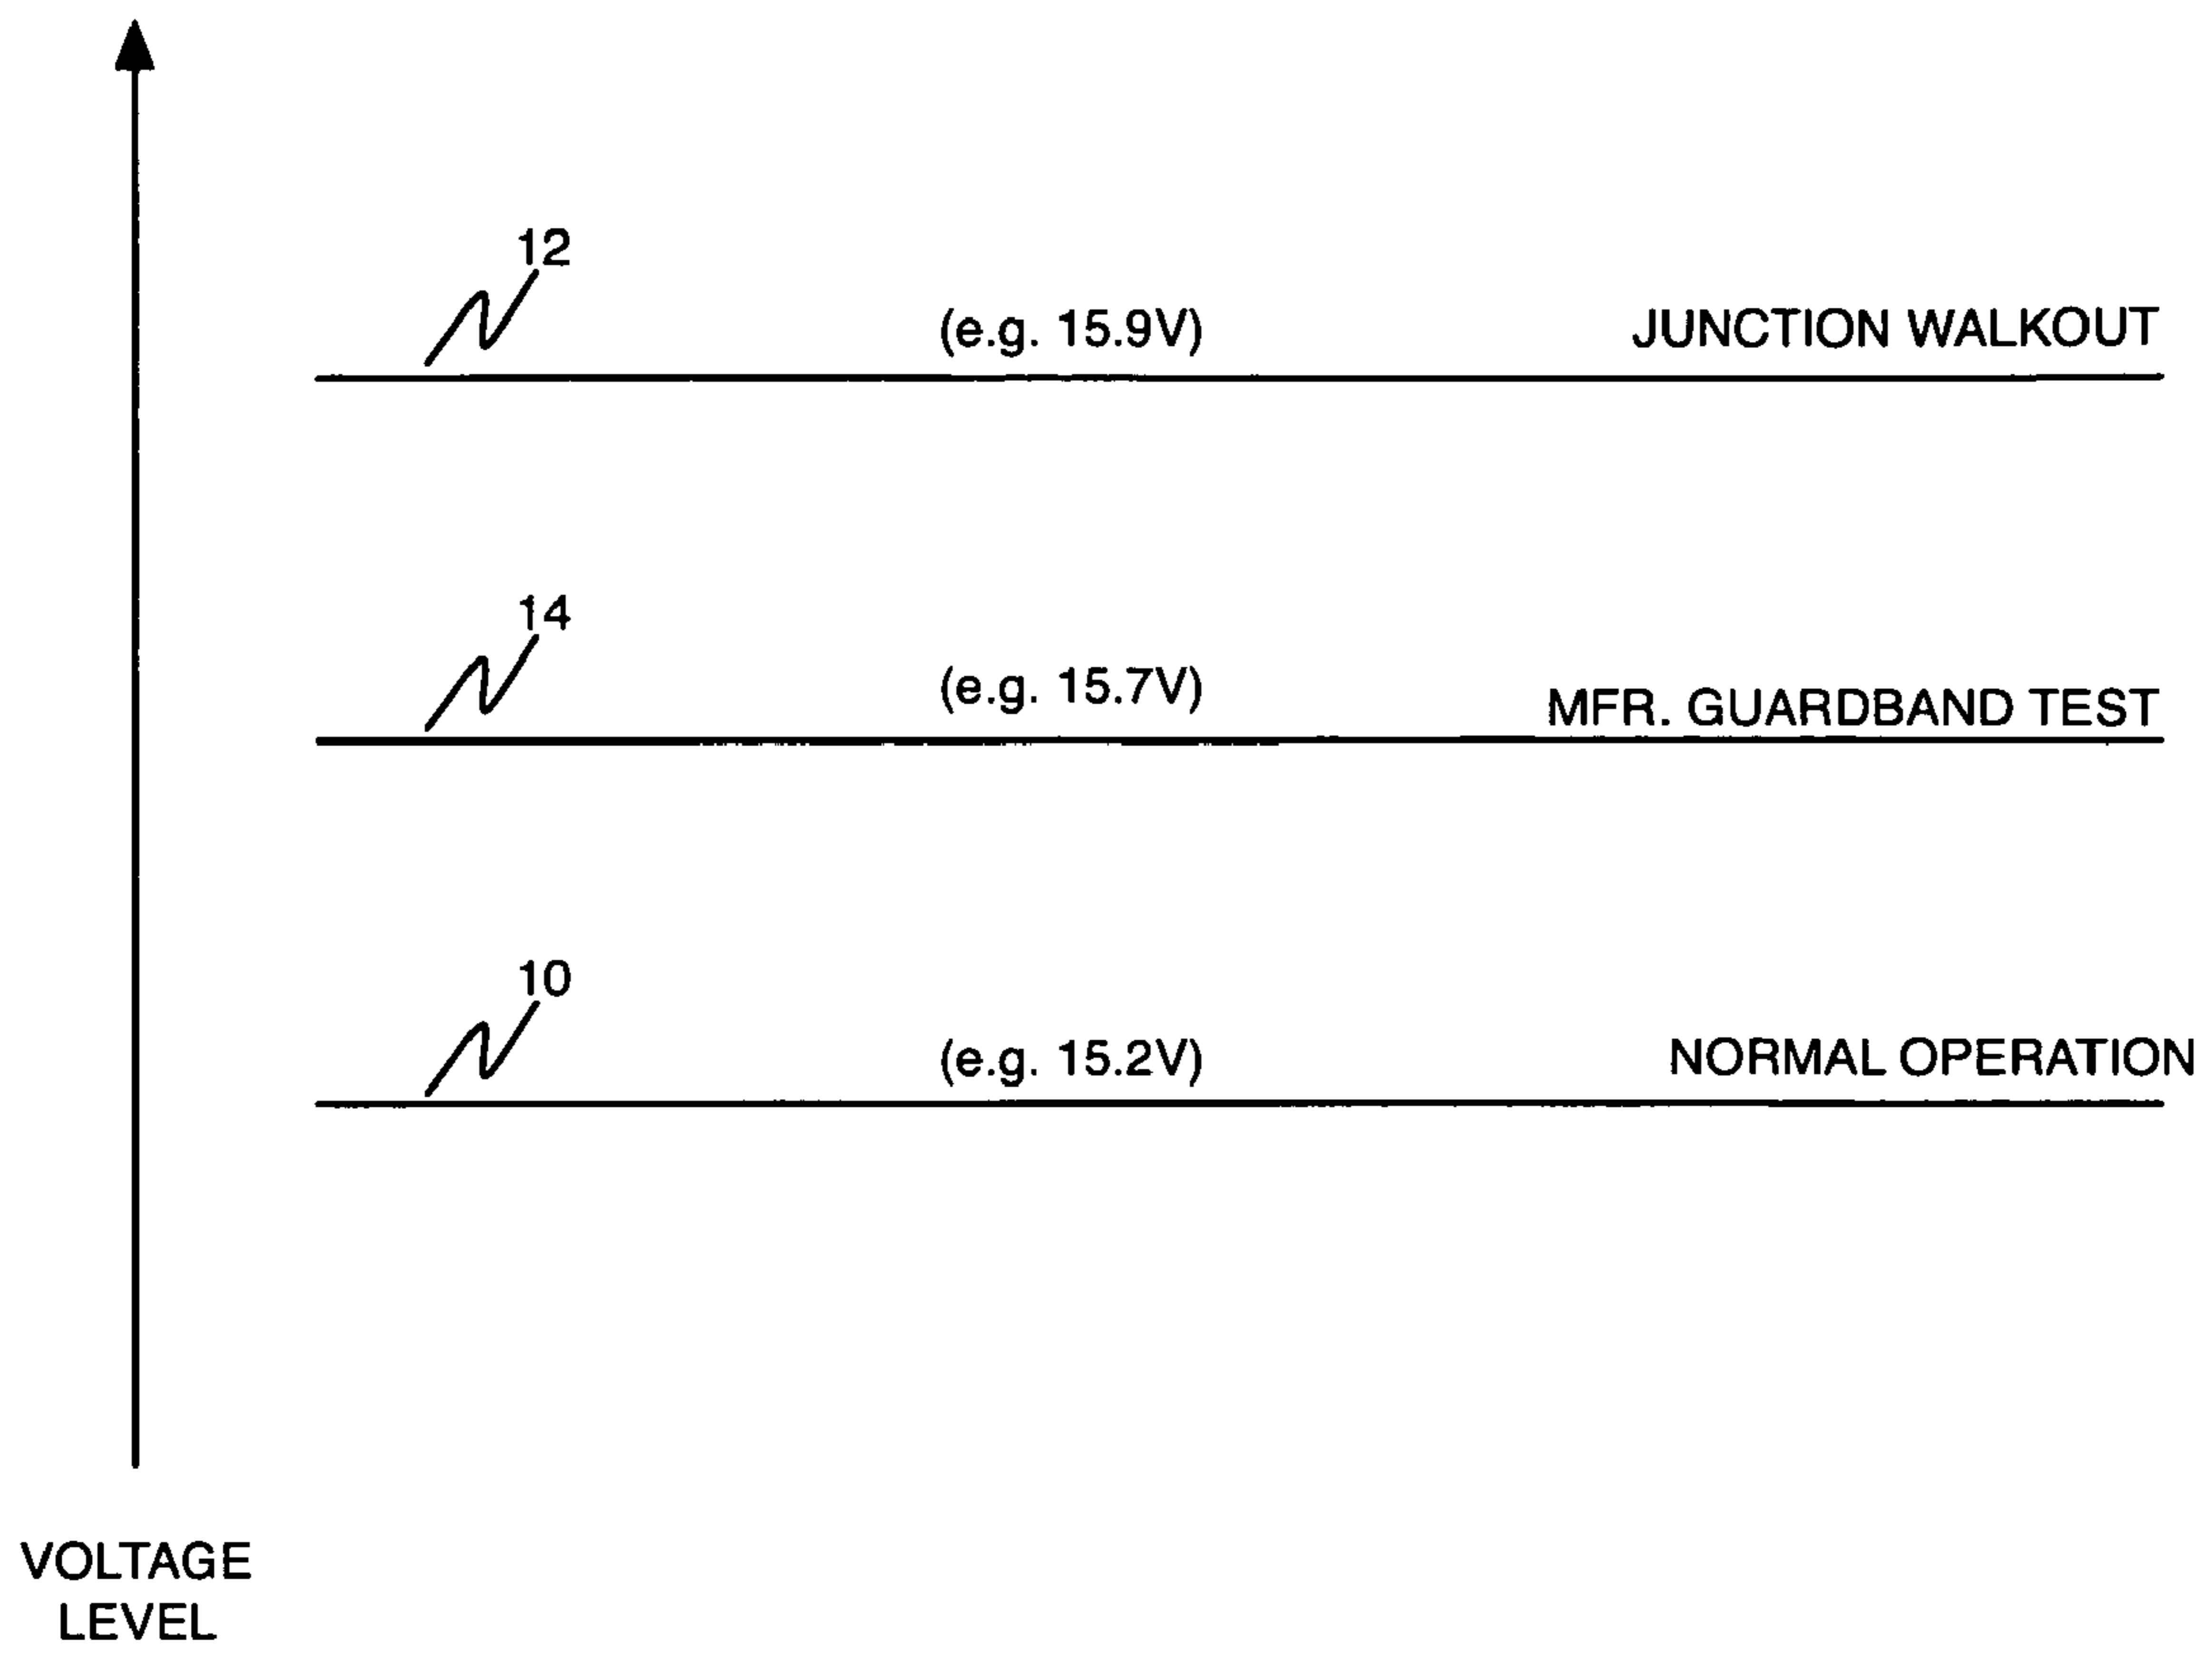 12
(e.g. 15.9V)
JUNCTION WALKOUT
14
(e.g. 15.7V)
MFR. GUARDBAND TEST
10
(e.g. 15.2V)
NORMAL OPERATION
VOLTAGE
LEVEL